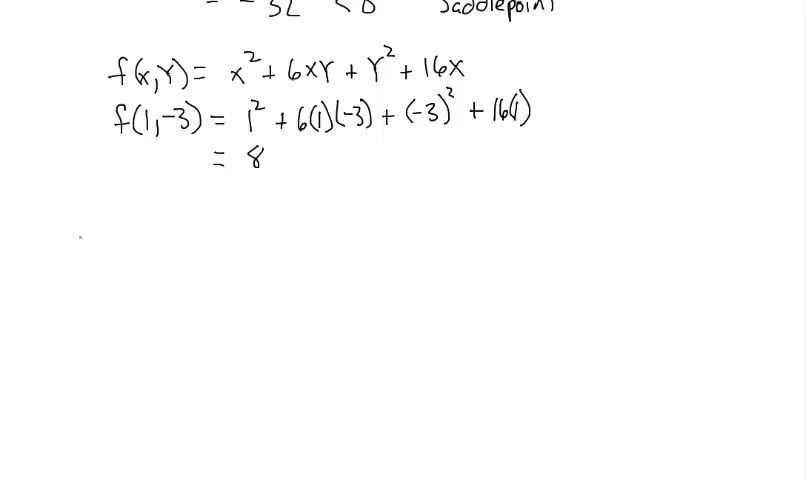 = -32 < 0 saddlepoint
f(x,y) = x² + 6xy + y² + 16x
f(1,-3) = 1² + 6(1)(-3) + (-3)² + 16(1)
= 8